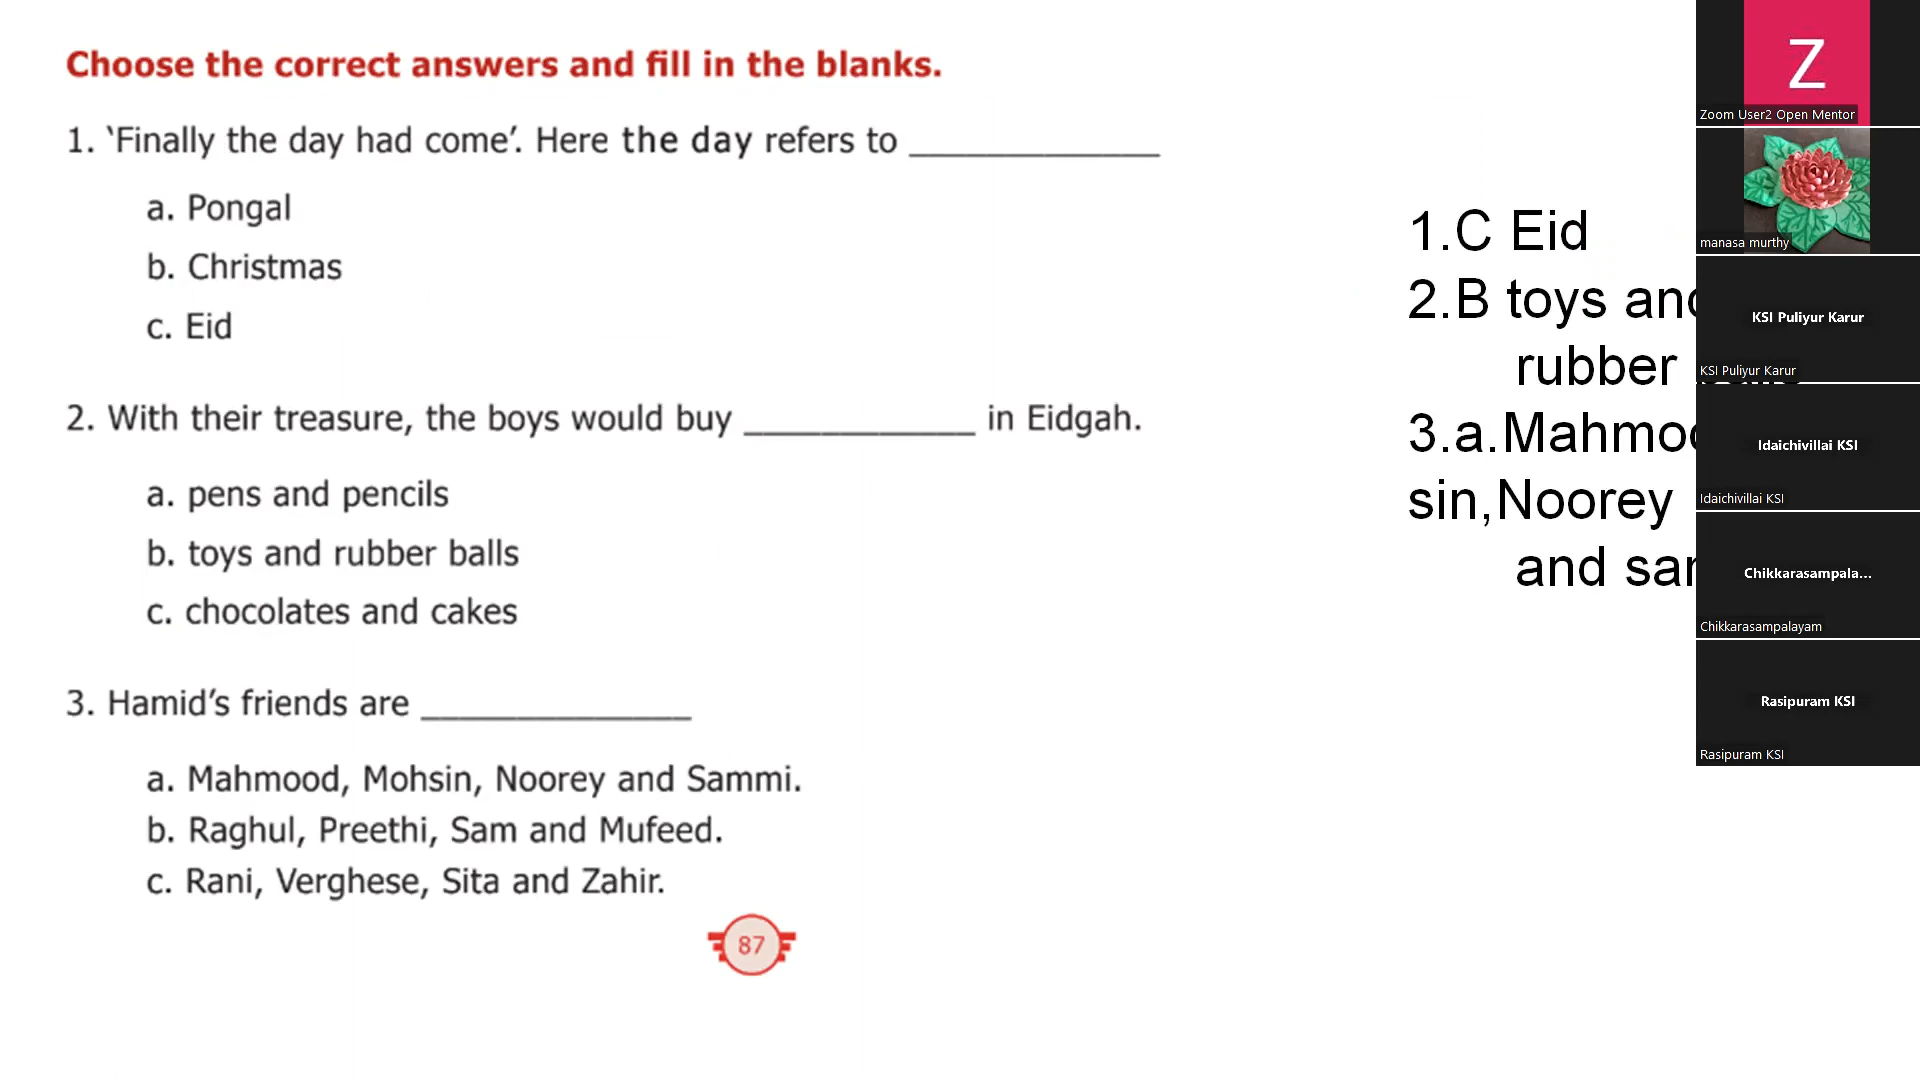 Choose the correct answers and fill in the blanks.
1. ‘Finally the day had come’. Here the day refers to _____________
a. Pongal
b. Christmas
c. Eid
2. With their treasure, the boys would buy ____________ in Eidgah.
a. pens and pencils
b. toys and rubber balls
c. chocolates and cakes
3. Hamid’s friends are ______________
a. Mahmood, Mohsin, Noorey and Sammi.
b. Raghul, Preethi, Sam and Mufeed.
c. Rani, Verghese, Sita and Zahir.
87
1.C Eid
2.B toys
rubber
3.a.
sin,Noorey
and
Z
Zoom User2 Open Mentor
manasa murthy
KSI Puliyur Karur
KSI Puliyur Karur
Idaichivillai KSI
Idaichivillai KSI
Chikkarasampala...
Chikkarasampalayam
Rasipuram KSI
Rasipuram KSI